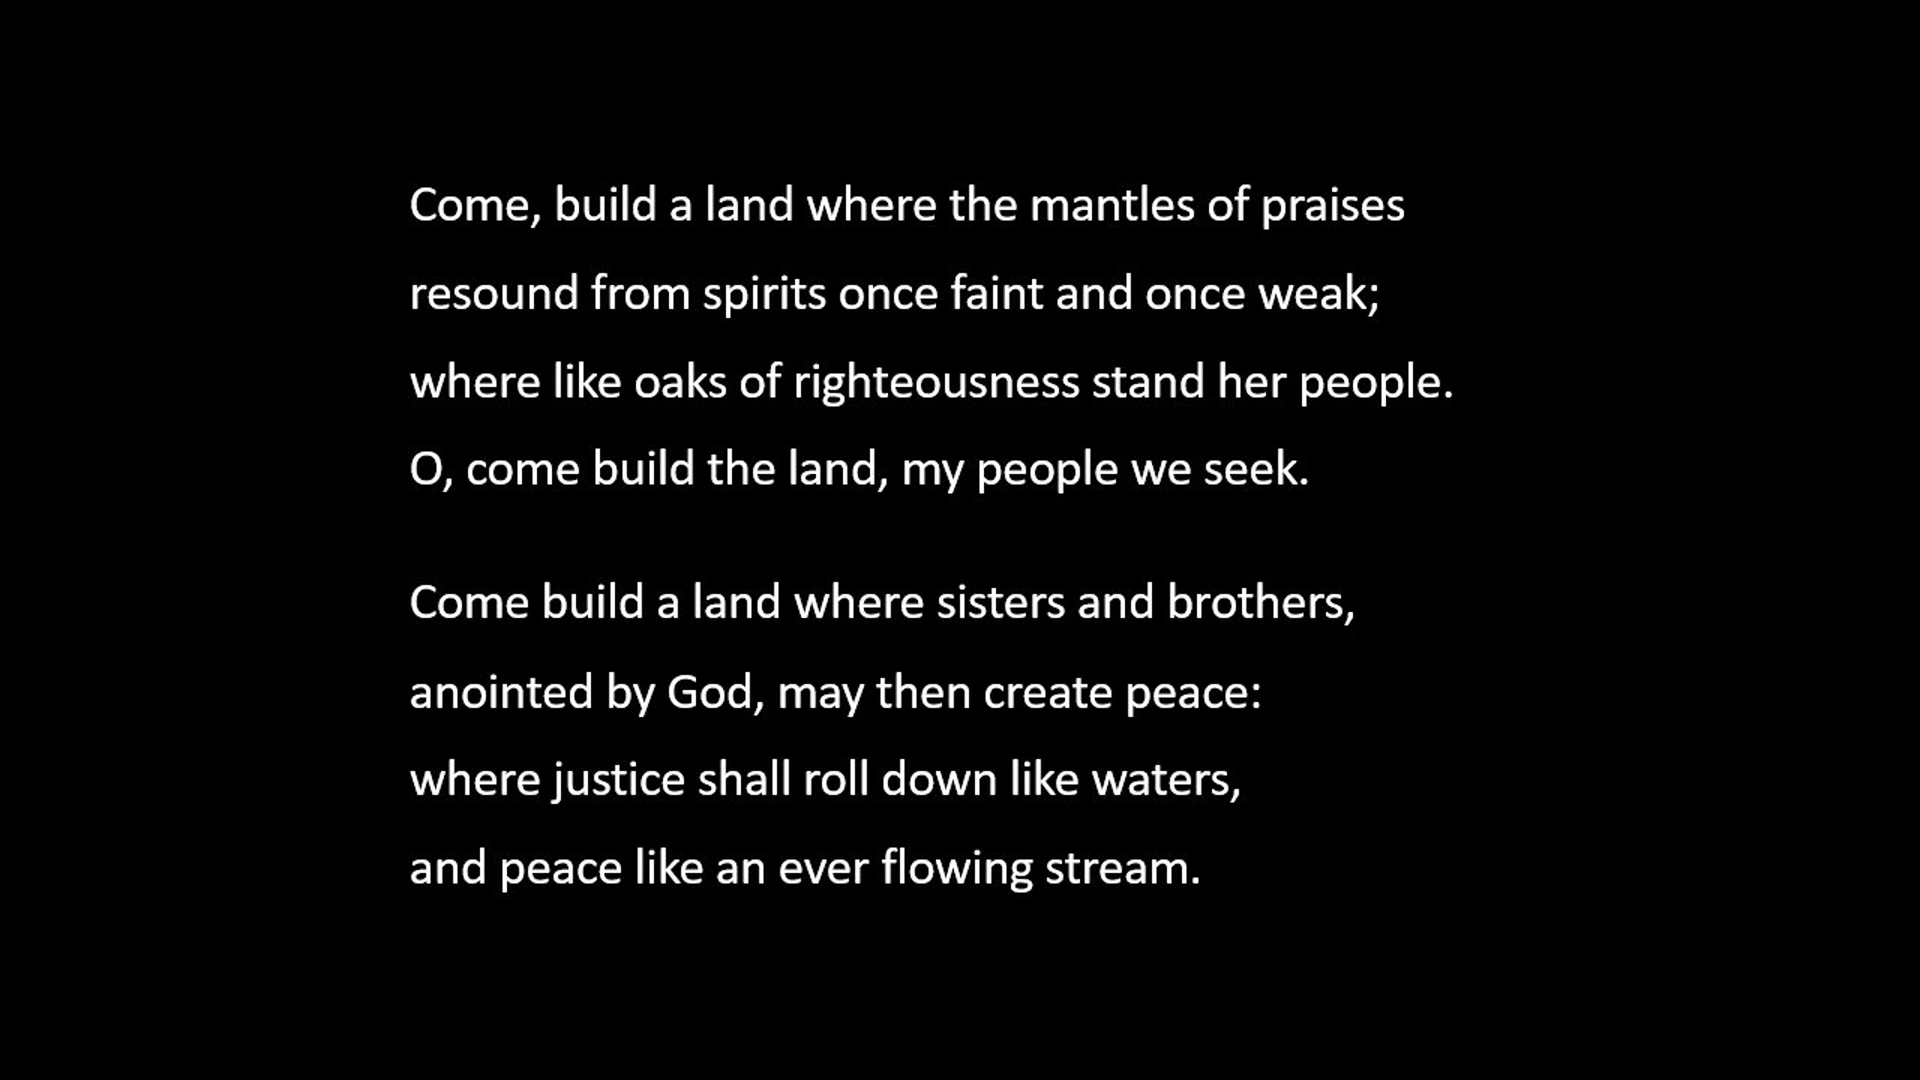 Come, build a land where the mantles of praises
resound from spirits once faint and once weak;
where like oaks of righteousness stand her people.
O, come build the land, my people we seek.
Come build a land where sisters and brothers,
anointed by God, may then create peace:
where justice shall roll down like waters,
and peace like an ever flowing stream.